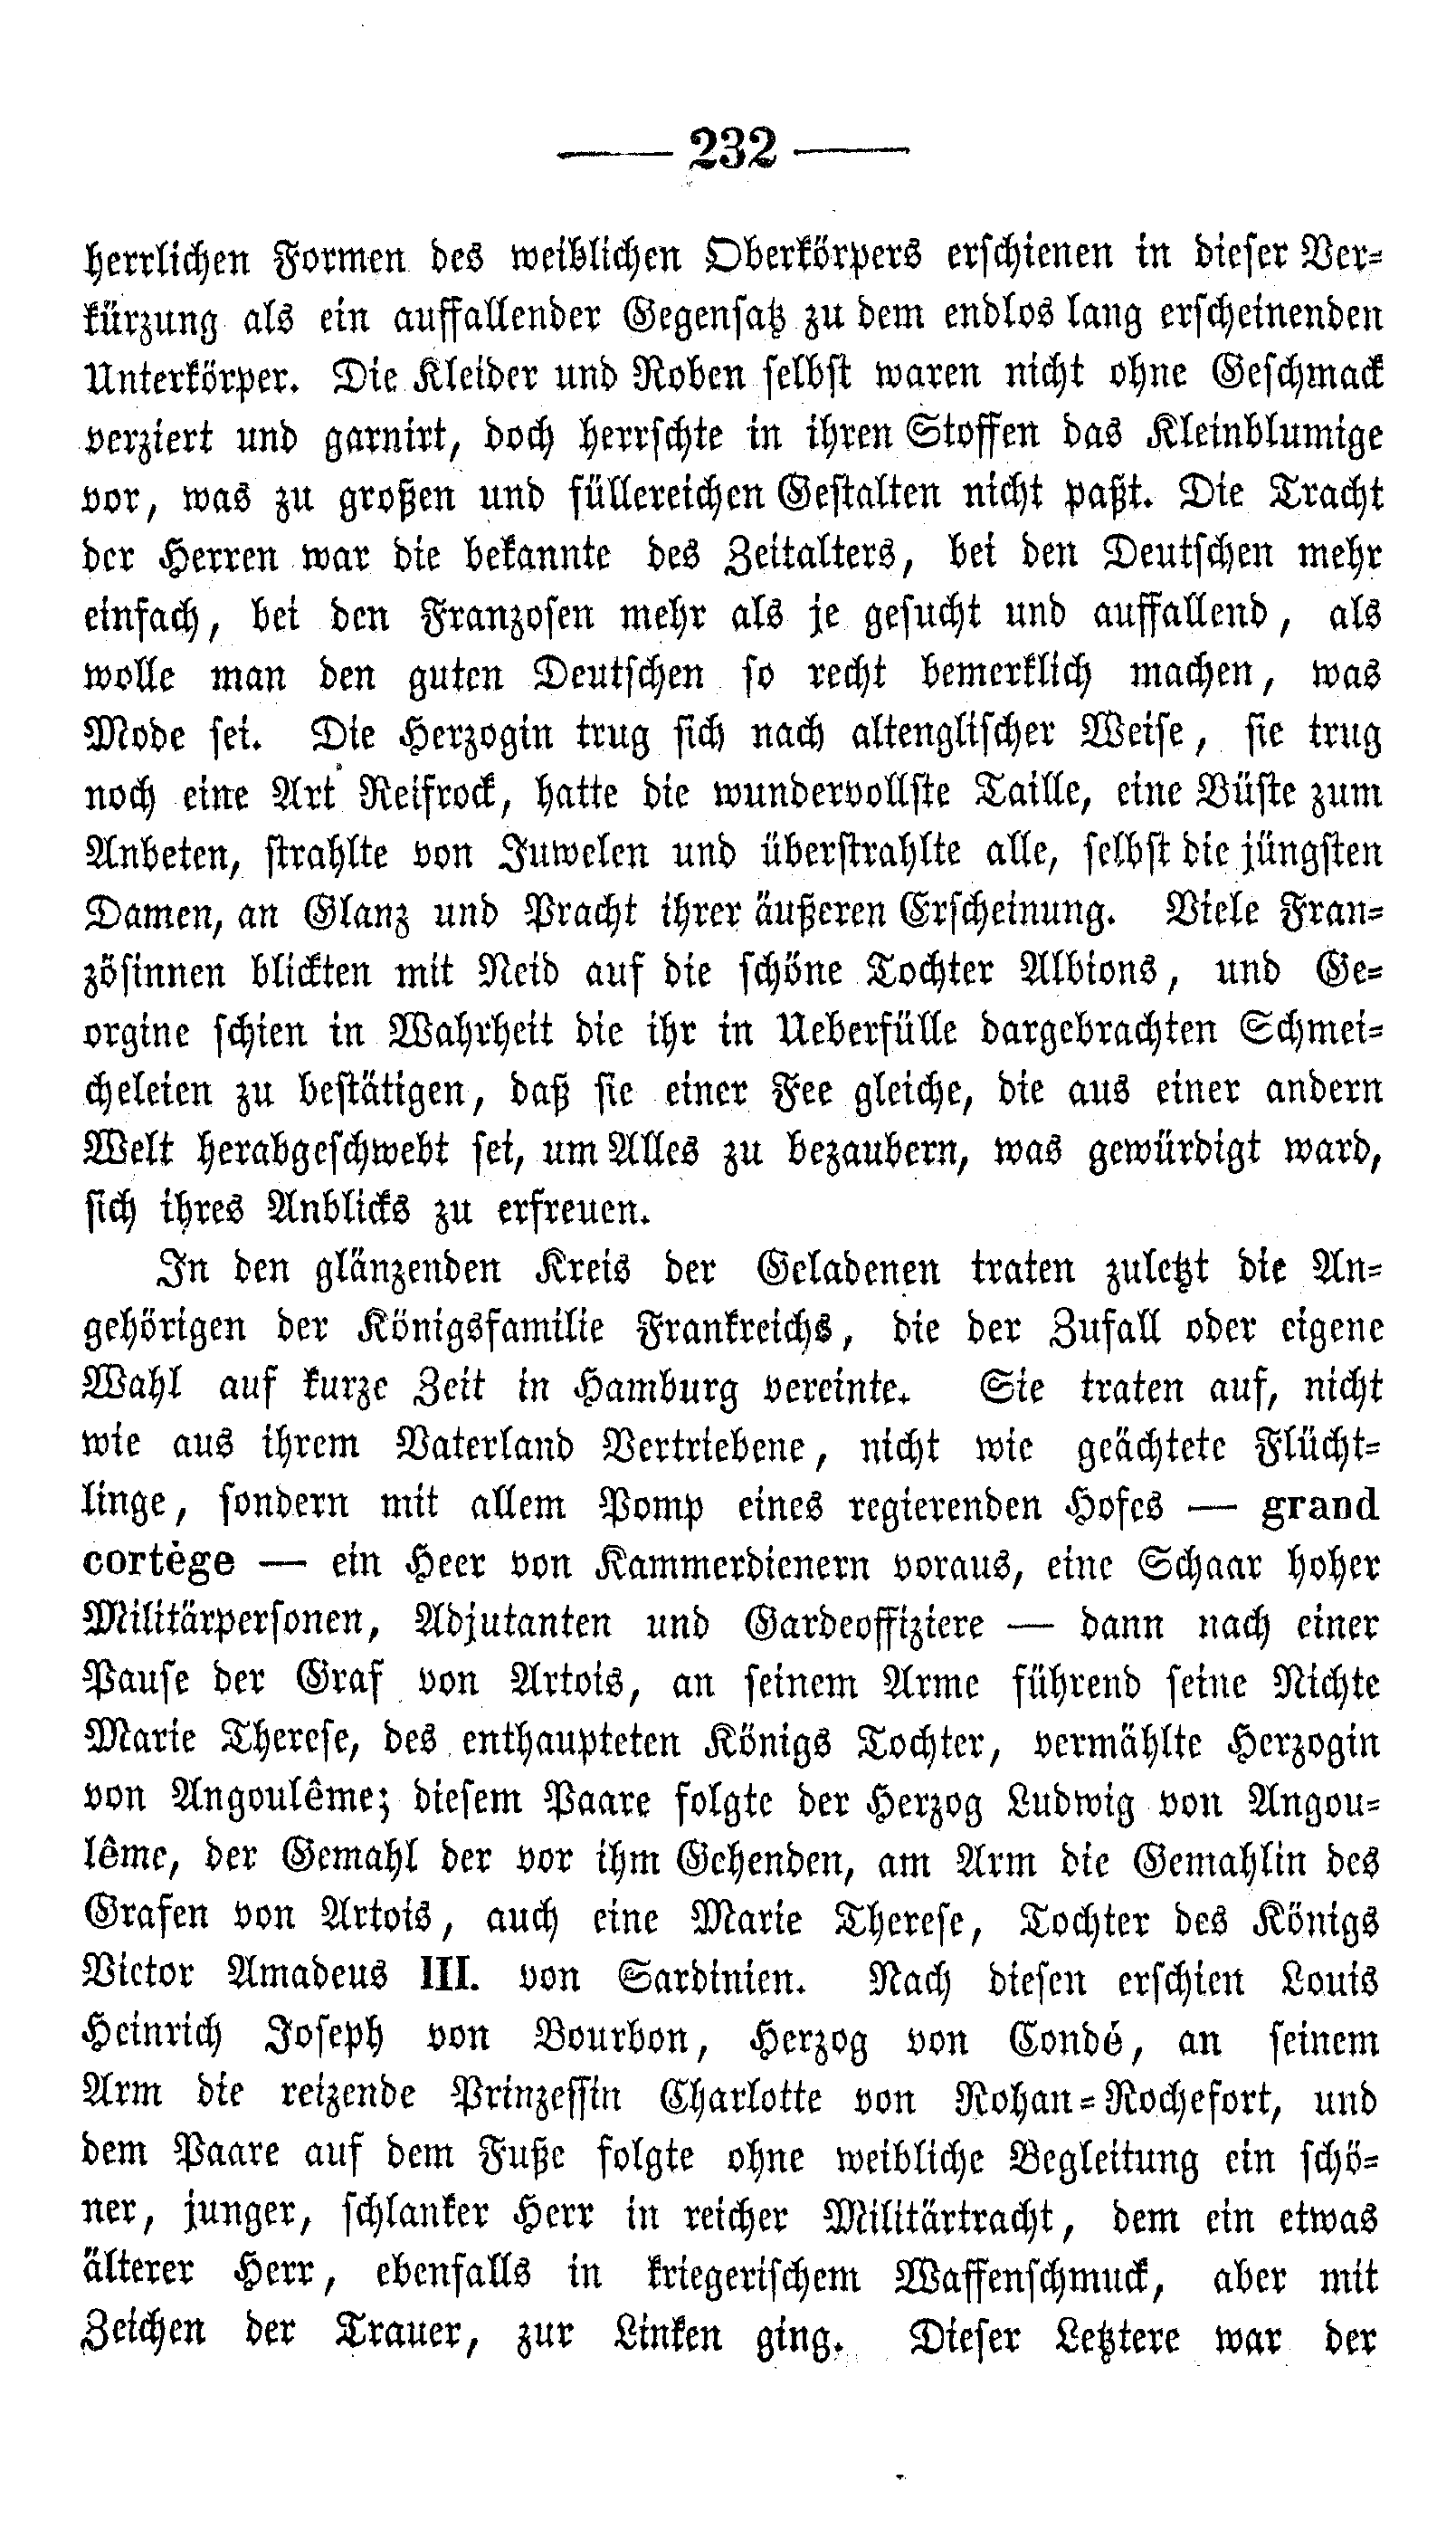 — 232 —
herrlichen Formen des weiblichen Oberkörpers erschienen in dieser Ver-
kürzung als ein auffallender Gegensatz zu dem endlos lang erscheinenden
Unterkörper. Die Kleider und Roben selbst waren nicht ohne Geschmack
verziert und garnirt, doch herrschte in ihren Stoffen das Kleinblumige
vor, was zu großen und füllereichen Gestalten nicht paßt. Die Tracht
der Herren war die bekannte des Zeitalters, bei den Deutschen mehr
einfach, bei den Franzosen mehr als je gesucht und auffallend, als
wolle man den guten Deutschen so recht bemerklich machen, was
Mode sei. Die Herzogin trug sich nach altenglischer Weise, sie trug
noch eine Art Reifrock, hatte die wundervollste Taille, eine Büste zum
Anbeten, strahlte von Juwelen und überstrahlte alle, selbst die jüngsten
Damen, an Glanz und Pracht ihrer äußeren Erscheinung. Viele Fran-
zösinnen blickten mit Neid auf die schöne Tochter Albions, und Ge-
orgine schien in Wahrheit die ihr in Ueberfülle dargebrachten Schmei-
cheleien zu bestätigen, daß sie einer Fee gleiche, die aus einer andern
Welt herabgeschwebt sei, um Alles zu bezaubern, was gewürdigt ward,
sich ihres Anblicks zu erfreuen.
In den glänzenden Kreis der Geladenen traten zuletzt die An-
gehörigen der Königsfamilie Frankreichs, die der Zufall oder eigene
Wahl auf kurze Zeit in Hamburg vereinte. Sie traten auf, nicht
wie aus ihrem Vaterland Vertriebene, nicht wie geächtete Flücht-
linge, sondern mit allem Pomp eines regierenden Hofes — grand
cortège — ein Heer von Kammerdienern voraus, eine Schaar hoher
Militärpersonen, Adjutanten und Gardeoffiziere — dann nach einer
Pause der Graf von Artois, an seinem Arme führend seine Nichte
Marie Therese, des enthaupteten Königs Tochter, vermählte Herzogin
von Angoulême; diesem Paare folgte der Herzog Ludwig von Angou-
lême, der Gemahl der vor ihm Gehenden, am Arm die Gemahlin des
Grafen von Artois, auch eine Marie Therese, Tochter des Königs
Victor Amadeus III. von Sardinien. Nach diesen erschien Louis
Heinrich Joseph von Bourbon, Herzog von Condé, an seinem
Arm die reizende Prinzessin Charlotte von Rohan-Rochefort, und
dem Paare auf dem Fuße folgte ohne weibliche Begleitung ein schö-
ner, junger, schlanker Herr in reicher Militärtracht, dem ein etwas
älterer Herr, ebenfalls in kriegerischem Waffenschmuck, aber mit
Zeichen der Trauer, zur Linken ging. Dieser Letztere war der